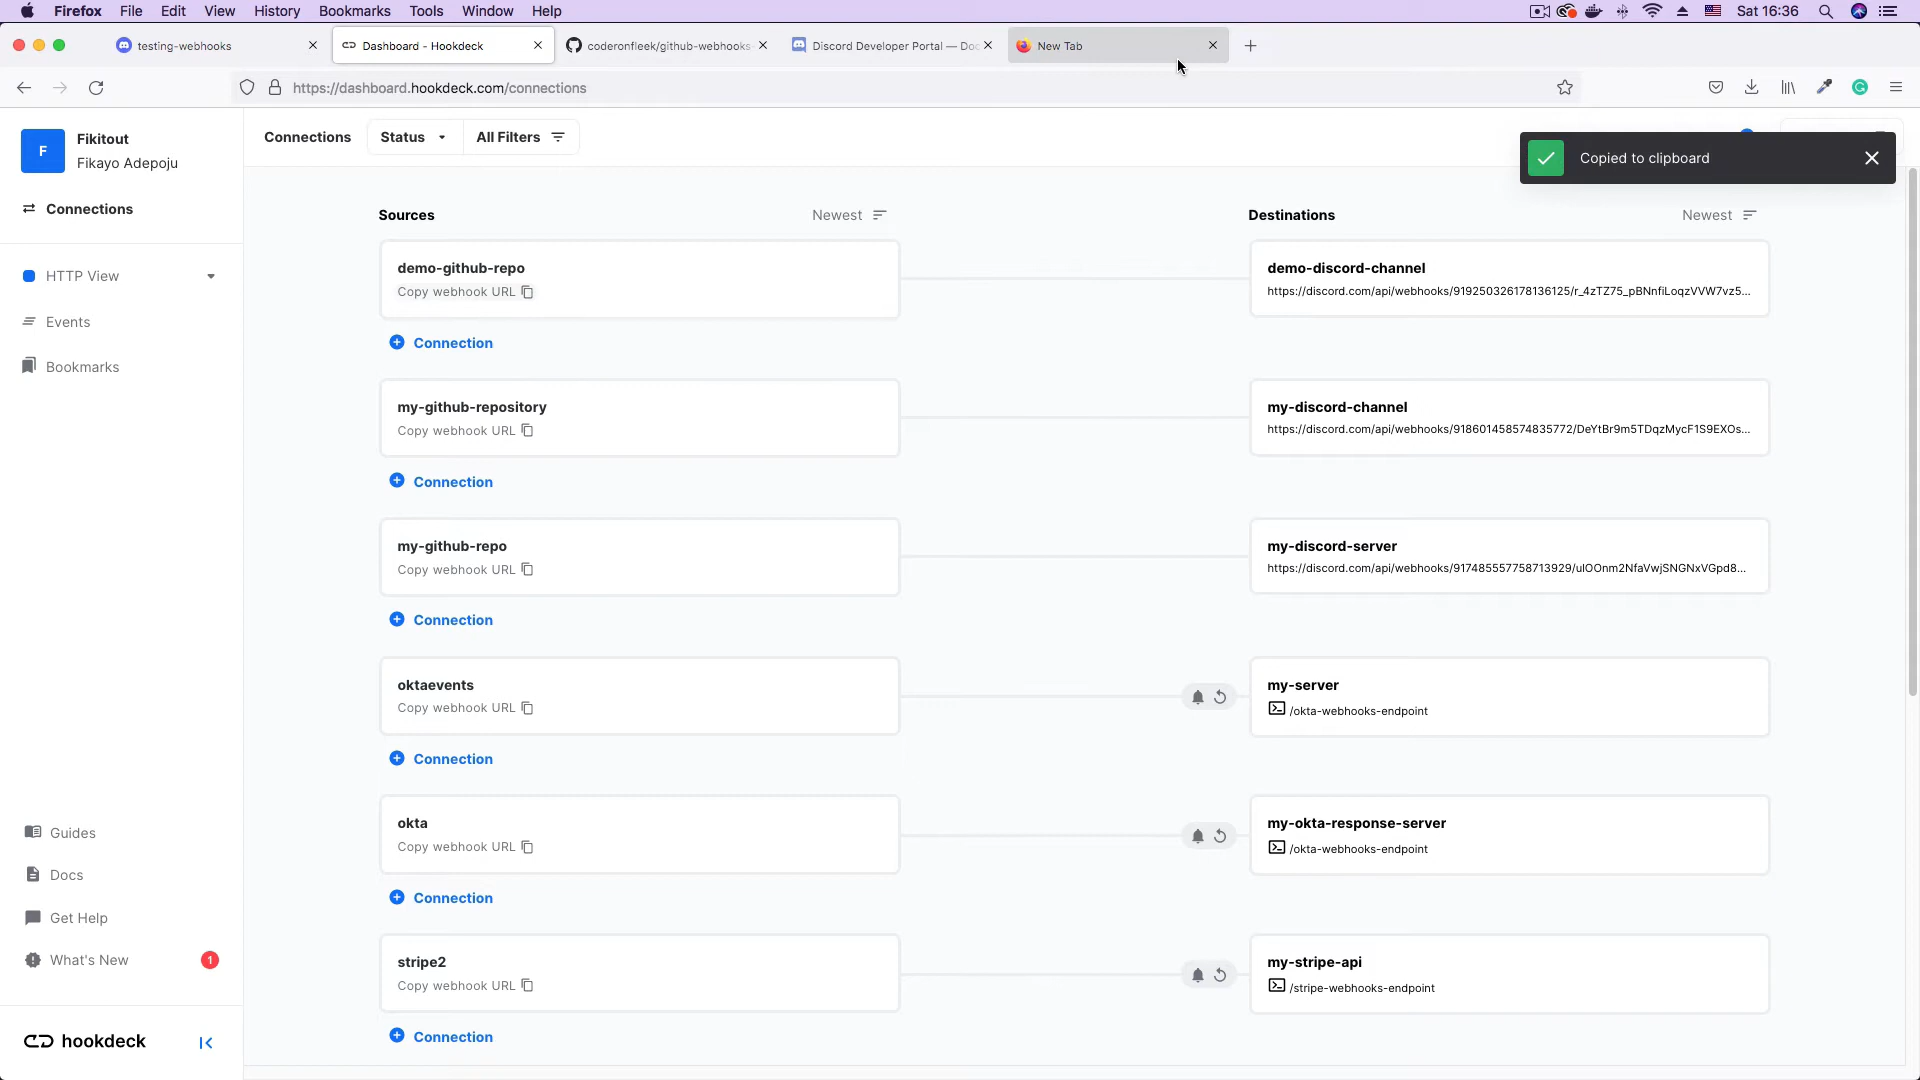 Firefox File Edit View History Bookmarks Tools Window Help Sat 16:36
testing-webhooks Dashboard - Hookdeck coderonfleek/github-webhooks Discord Developer Portal — Doc New Tab
https://dashboard.hookdeck.com/connections
F
Fikitout
Fikayo Adepoju
Connections
HTTP View
Events
Bookmarks
Guides
Docs
Get Help
What's New 1
hookdeck
Connections Status All Filters
Copied to clipboard
Sources Newest Destinations Newest
demo-github-repo
Copy webhook URL
demo-discord-channel
https://discord.com/api/webhooks/919250326178136125/r_4zTZ75_pBNnfiLoqzVVW7vz5...
Connection
my-github-repository
Copy webhook URL
my-discord-channel
https://discord.com/api/webhooks/918601458574835772/DeYtBr9m5TDqzMycF1S9EXOs...
Connection
my-github-repo
Copy webhook URL
my-discord-server
https://discord.com/api/webhooks/917485557758713929/ulOOnm2NfaVwjSNGNxVGpd8...
Connection
oktaevents
Copy webhook URL
my-server
/okta-webhooks-endpoint
Connection
okta
Copy webhook URL
my-okta-response-server
/okta-webhooks-endpoint
Connection
stripe2
Copy webhook URL
my-stripe-api
/stripe-webhooks-endpoint
Connection